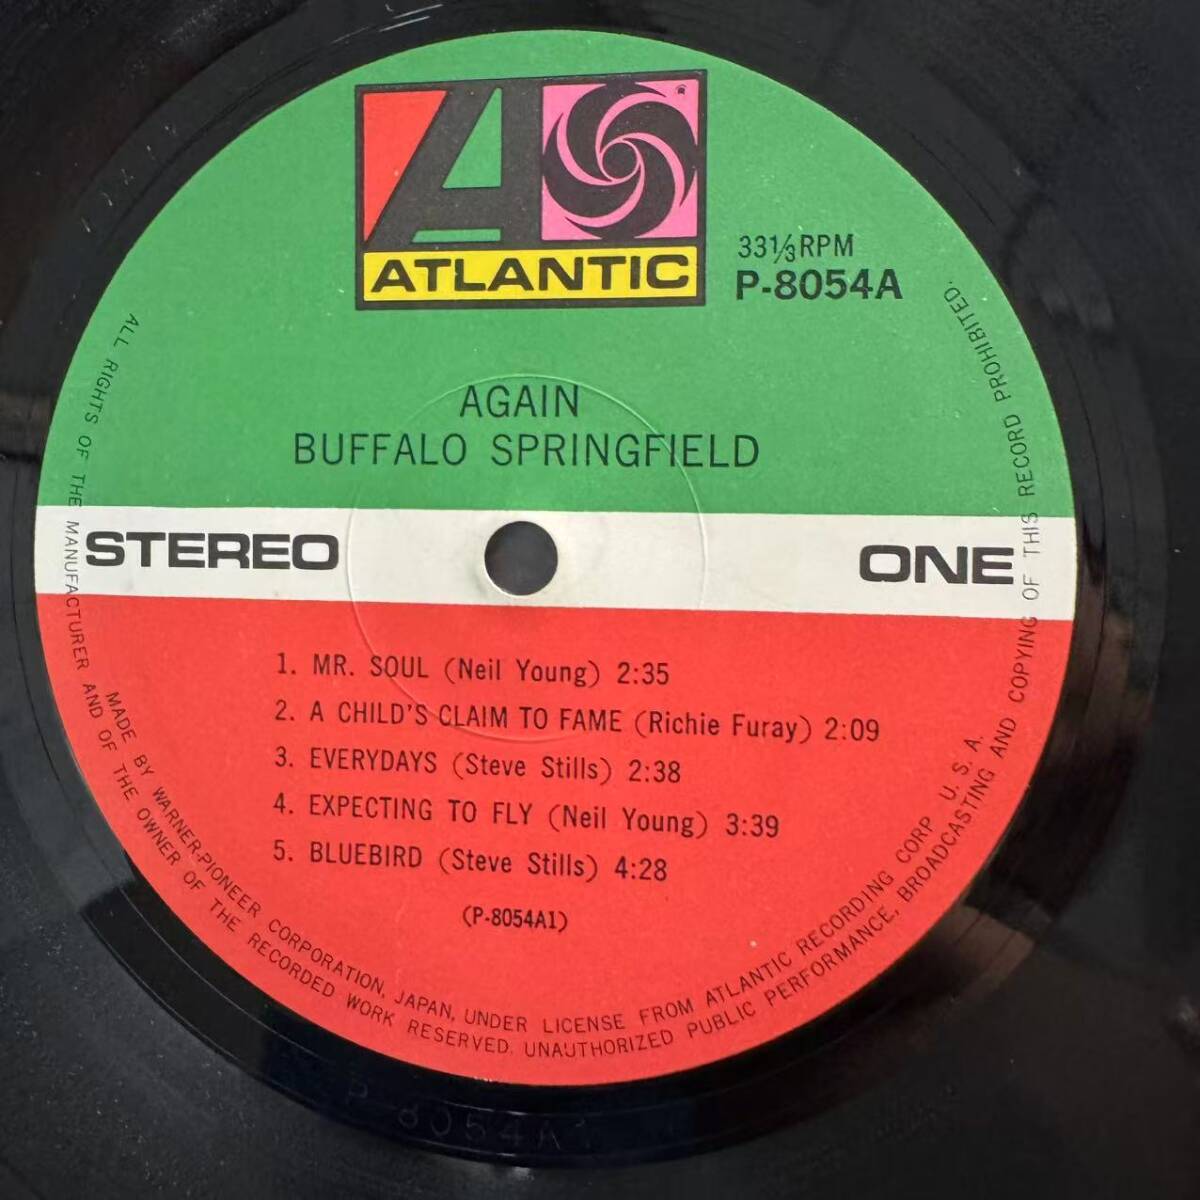 ATLANTIC
33⅓RPM
P-8054A
AGAIN
BUFFALO SPRINGFIELD
STEREO
ONE
1. MR. SOUL (Neil Young) 2:35
2. A CHILD'S CLAIM TO FAME (Richie Furay) 2:09
3. EVERYDAYS (Steve Stills) 2:38
4. EXPECTING TO FLY (Neil Young) 3:39
5. BLUEBIRD (Steve Stills) 4:28
(P-8054A1)
MADE BY WARNER-PIONEER CORPORATION, JAPAN, UNDER LICENSE FROM ATLANTIC RECORDING CORP U. S. A.
ALL RIGHTS OF THE MANUFACTURER AND OF THE OWNER OF THE RECORDED WORK RESERVED. UNAUTHORIZED PUBLIC PERFORMANCE, BROADCASTING AND COPYING OF THIS RECORD PROHIBITED.
P-8054A1